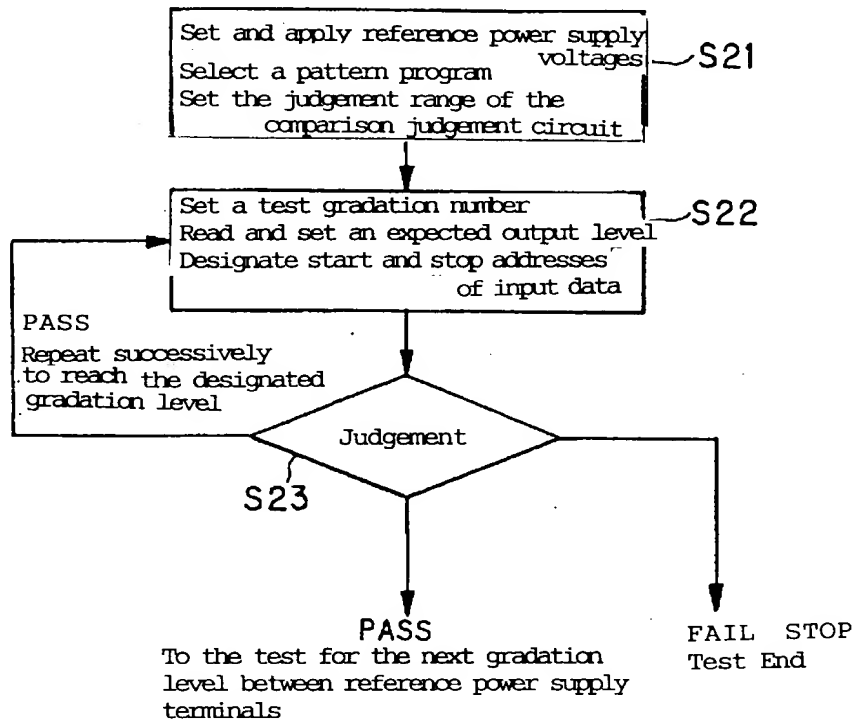 Set and apply reference power supply
voltages
S21
Select a pattern program
Set the judgement range of the
comparison judgement circuit
Set a test gradation number
S22
Read and set an expected output level
Designate start and stop addresses
of input data
PASS
Repeat successively
to reach the designated
gradation level
Judgement
S23
PASS
To the test for the next gradation
level between reference power supply
terminals
FAIL STOP
Test End